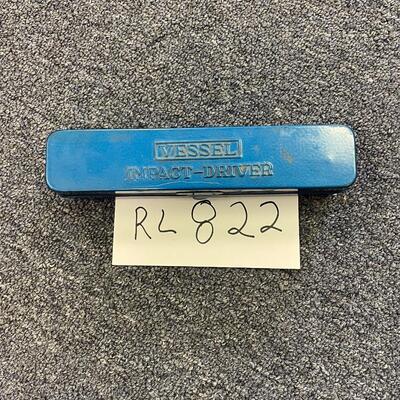 VESSEL
IMPACT-DRIVER
RL 822